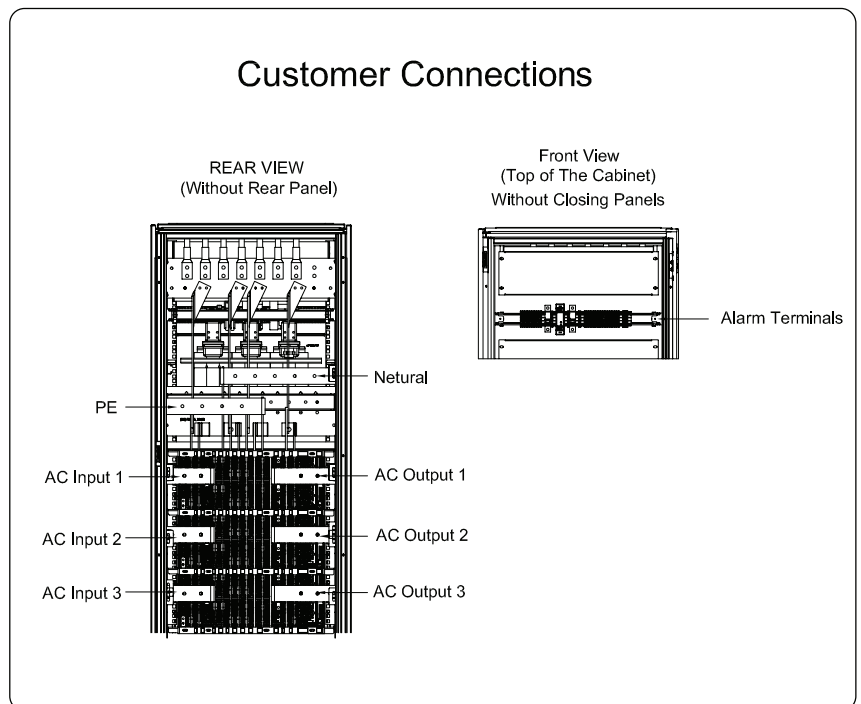 Customer Connections
REAR VIEW
(Without Rear Panel)
Front View
(Top of The Cabinet)
Without Closing Panels
Alarm Terminals
Netural
PE
AC Input 1
AC Output 1
AC Input 2
AC Output 2
AC Input 3
AC Output 3